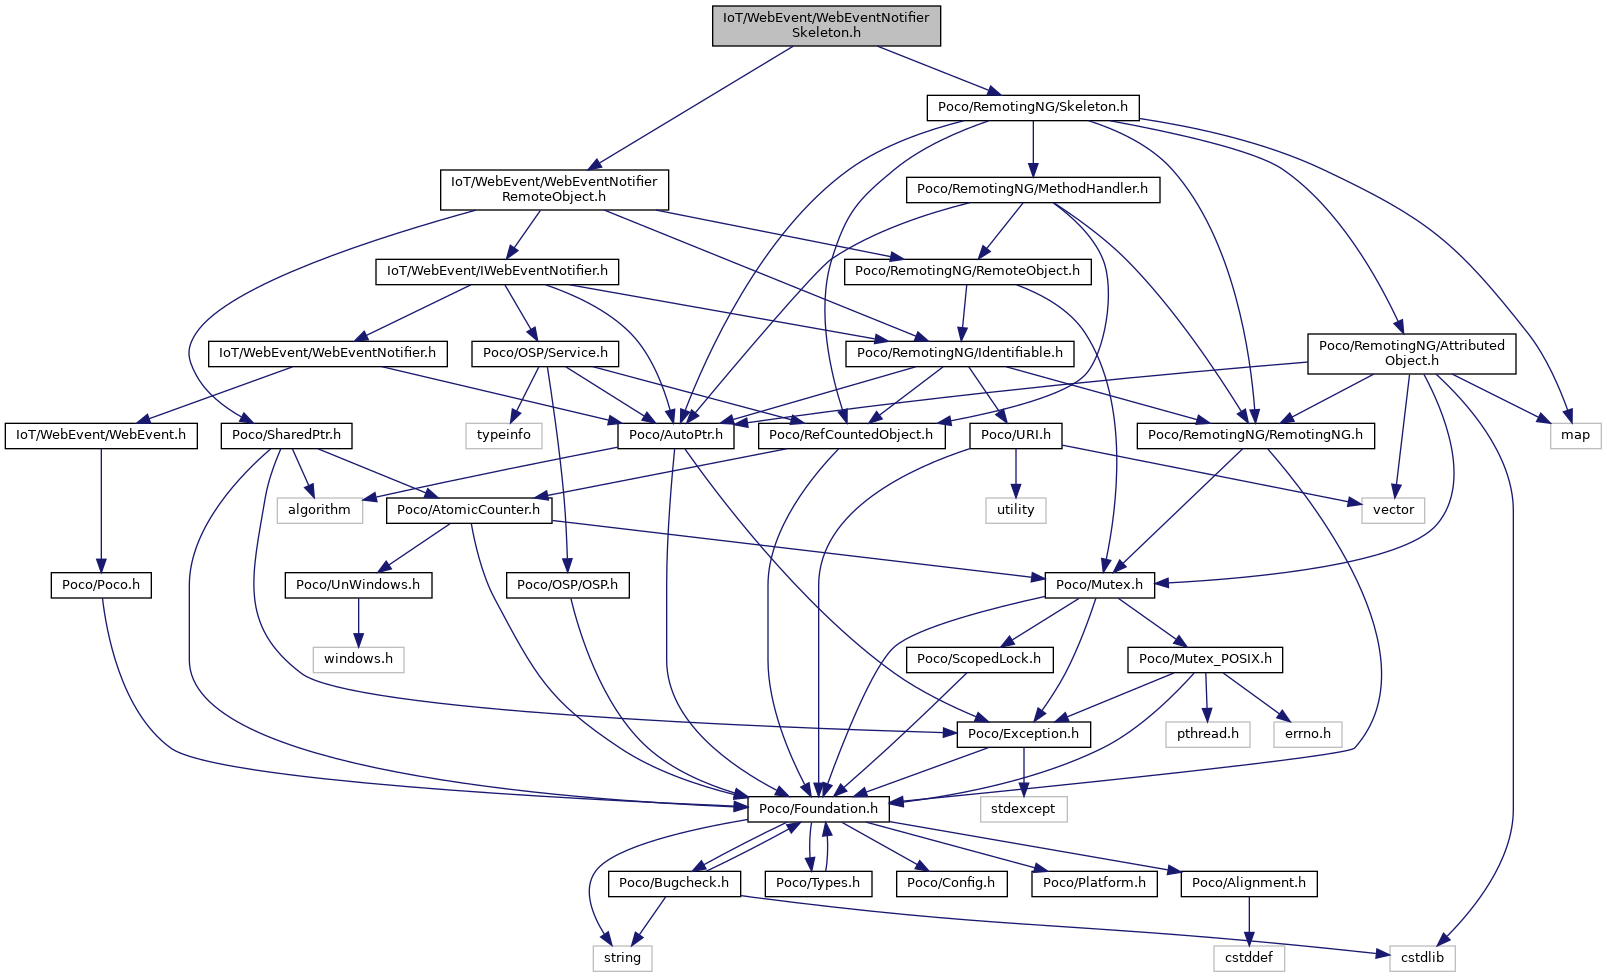 IoT/WebEvent/WebEventNotifier
Skeleton.h
Poco/RemotingNG/Skeleton.h
IoT/WebEvent/WebEventNotifier
RemoteObject.h
Poco/RemotingNG/MethodHandler.h
IoT/WebEvent/IWebEventNotifier.h
Poco/RemotingNG/RemoteObject.h
IoT/WebEvent/WebEventNotifier.h
Poco/OSP/Service.h
Poco/RemotingNG/Identifiable.h
Poco/RemotingNG/Attributed
Object.h
IoT/WebEvent/WebEvent.h
Poco/SharedPtr.h
typeinfo
Poco/AutoPtr.h
Poco/RefCountedObject.h
Poco/URI.h
Poco/RemotingNG/RemotingNG.h
map
algorithm
Poco/AtomicCounter.h
utility
vector
Poco/Poco.h
Poco/UnWindows.h
Poco/OSP/OSP.h
Poco/Mutex.h
windows.h
Poco/ScopedLock.h
Poco/Mutex_POSIX.h
Poco/Exception.h
pthread.h
errno.h
Poco/Foundation.h
stdexcept
Poco/Bugcheck.h
Poco/Types.h
Poco/Config.h
Poco/Platform.h
Poco/Alignment.h
string
cstddef
cstdlib